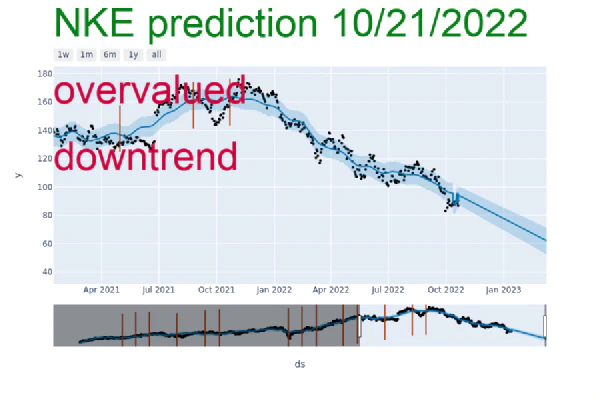 NKE prediction 10/21/2022
1w 1m 6m 1y all
180
overvalued
160
140
downtrend
120
y
100
80
60
40
Apr 2021 Jul 2021 Oct 2021 Jan 2022 Apr 2022 Jul 2022 Oct 2022 Jan 2023
ds